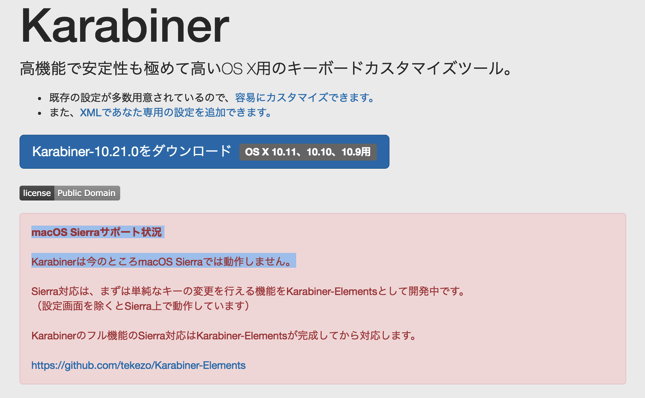 Karabiner
高機能で安定性も極めて高いOS X用のキーボードカスタマイズツール。
• 既存の設定が多数用意されているので、容易にカスタマイズできます。
• また、XMLであなた専用の設定を追加できます。
Karabiner-10.21.0をダウンロード OS X 10.11、10.10、10.9用
license Public Domain
macOS Sierraサポート状況
Karabinerは今のところmacOS Sierraでは動作しません。
Sierra対応は、まずは単純なキーの変更を行える機能をKarabiner-Elementsとして開発中です。
（設定画面を除くとSierra上で動作しています）
Karabinerのフル機能のSierra対応はKarabiner-Elementsが完成してから対応します。
https://github.com/tekezo/Karabiner-Elements